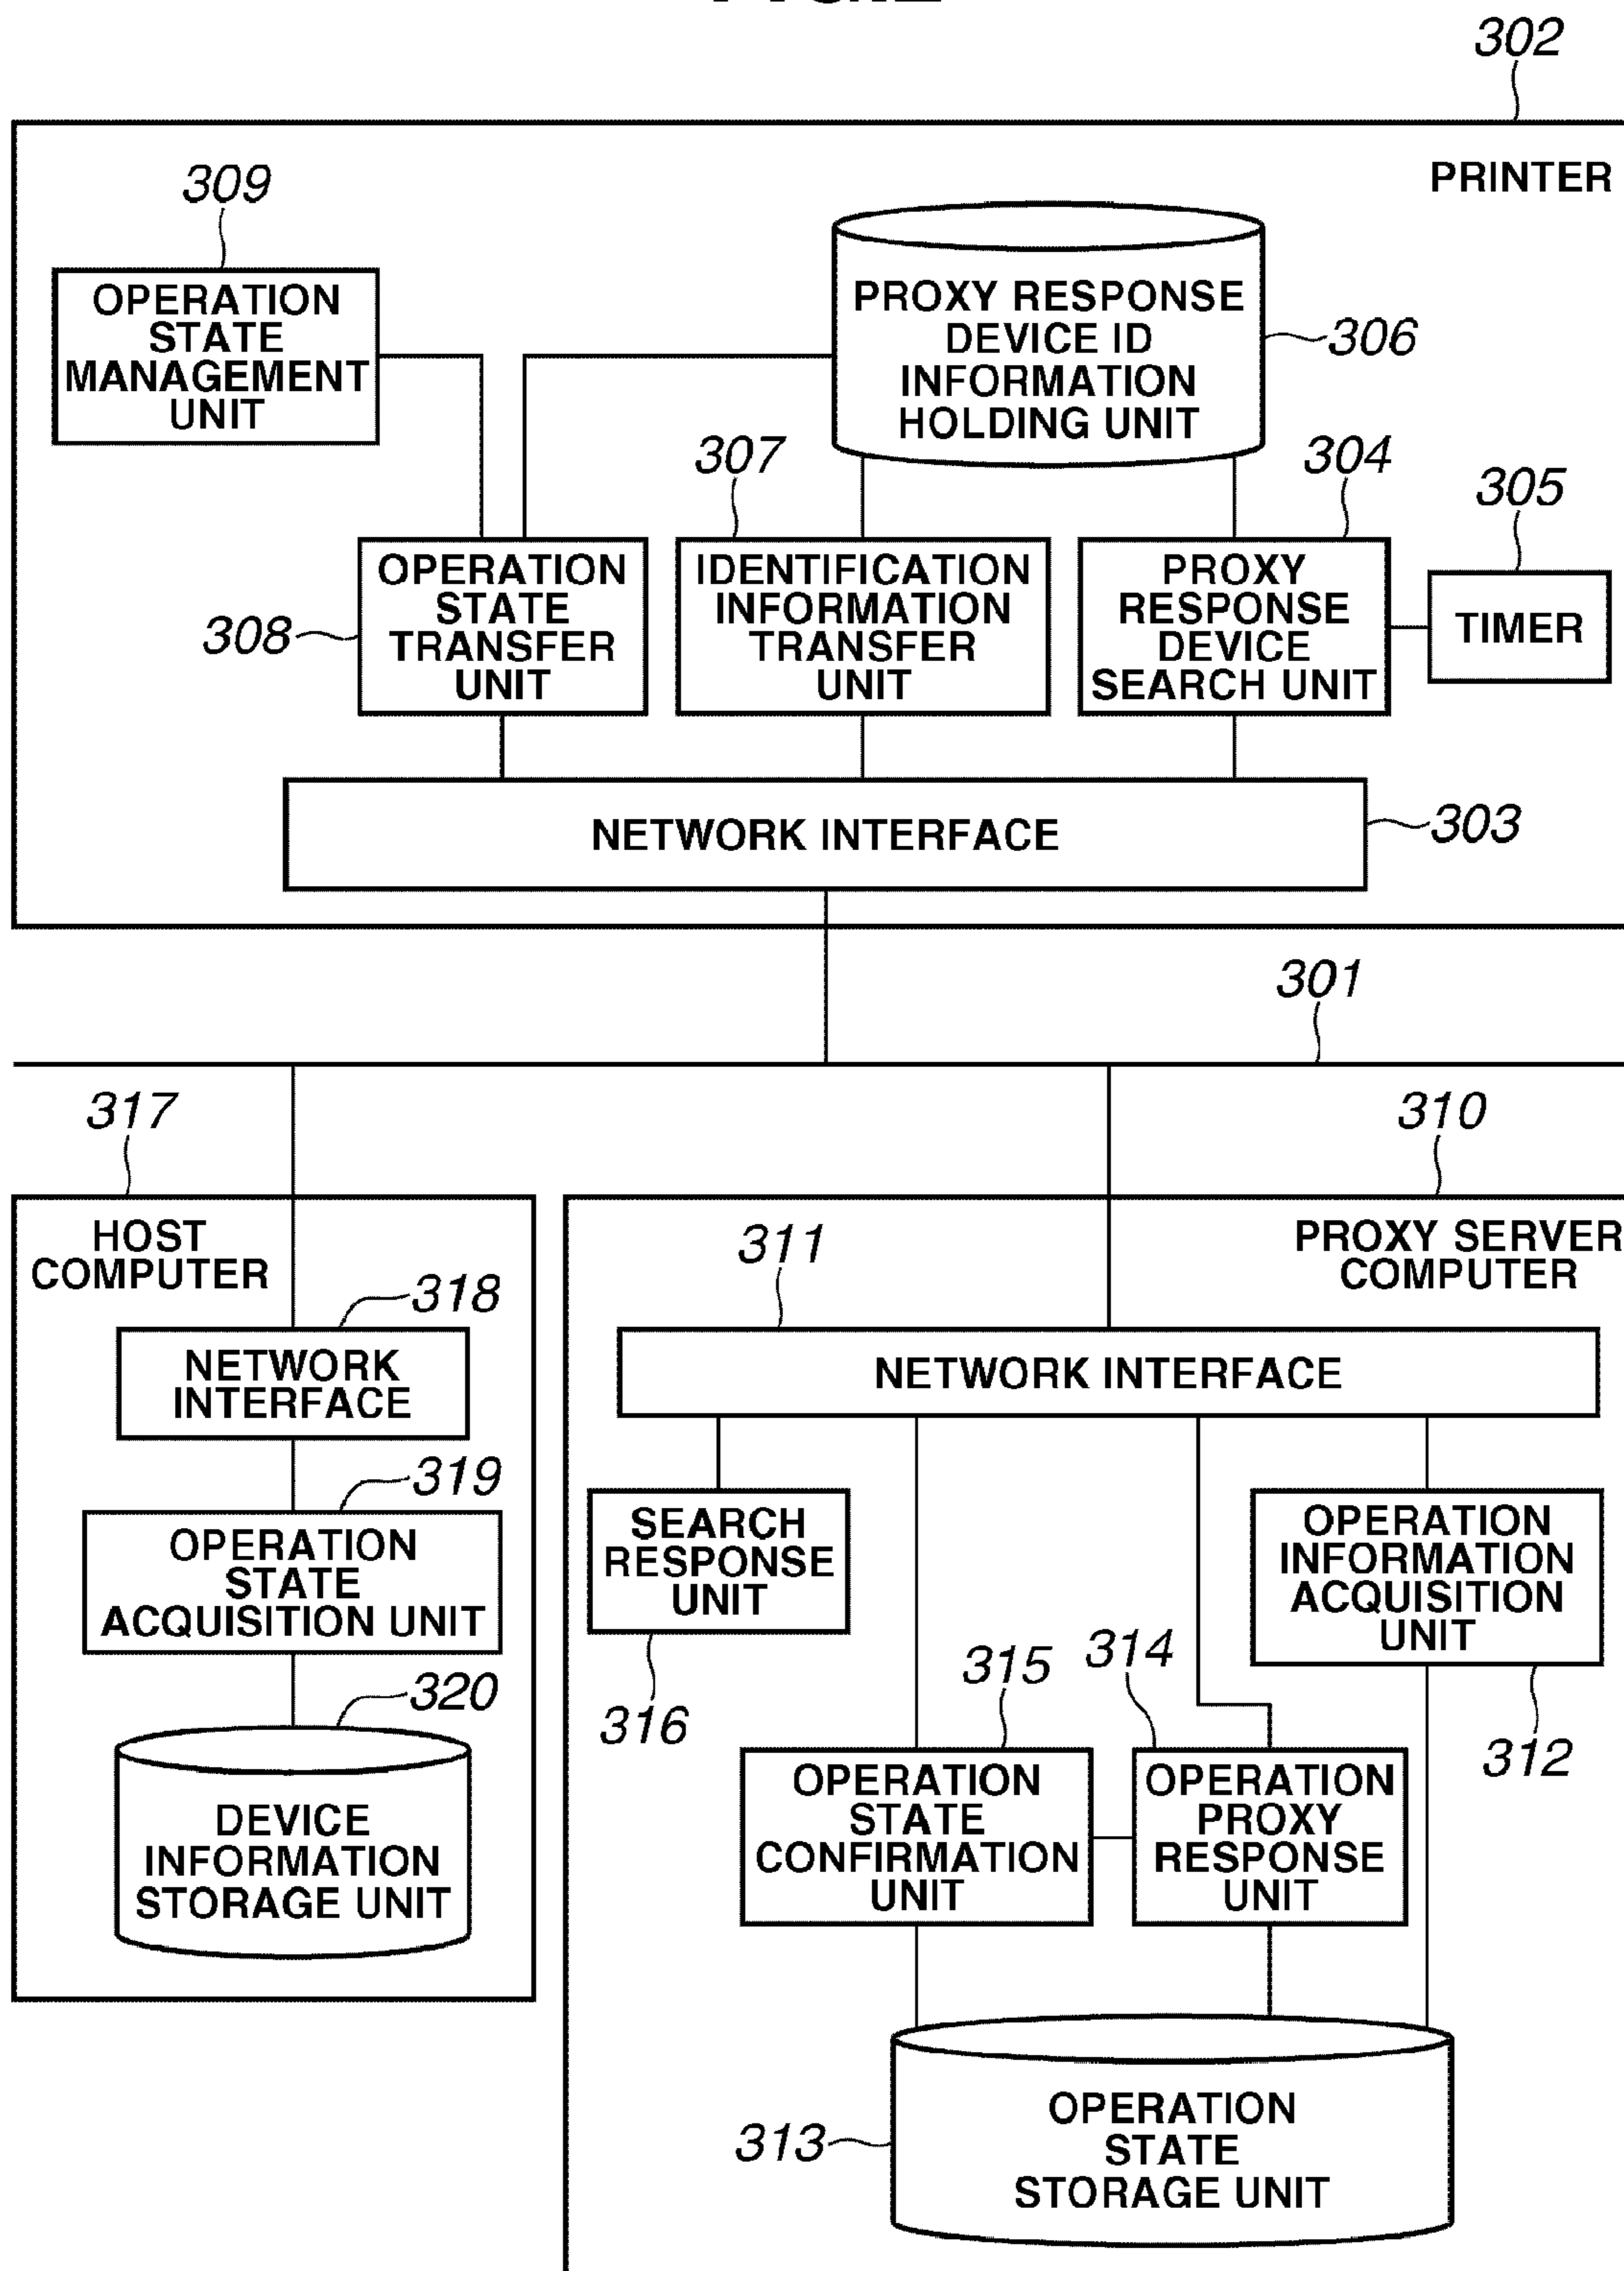 302
PRINTER
309
OPERATION
STATE
MANAGEMENT
UNIT
PROXY RESPONSE
DEVICE ID
INFORMATION
HOLDING UNIT
306
307
304
305
OPERATION
STATE
TRANSFER
UNIT
308
IDENTIFICATION
INFORMATION
TRANSFER
UNIT
PROXY
RESPONSE
DEVICE
SEARCH UNIT
TIMER
NETWORK INTERFACE
303
301
317
310
HOST
COMPUTER
318
NETWORK
INTERFACE
319
OPERATION
STATE
ACQUISITION UNIT
320
DEVICE
INFORMATION
STORAGE UNIT
PROXY SERVER
COMPUTER
311
NETWORK INTERFACE
SEARCH
RESPONSE
UNIT
316
OPERATION
INFORMATION
ACQUISITION
UNIT
312
315
314
OPERATION
STATE
CONFIRMATION
UNIT
OPERATION
PROXY
RESPONSE
UNIT
313
OPERATION
STATE
STORAGE UNIT